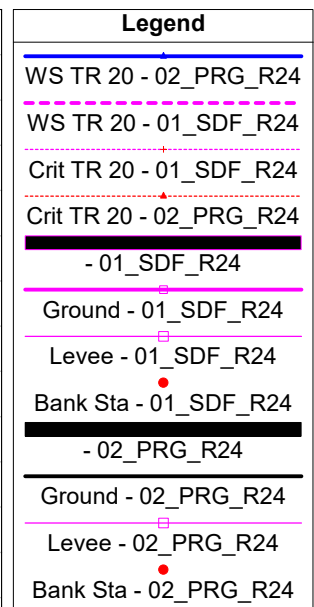 Legend
WS TR 20 - 02_PRG_R24
WS TR 20 - 01_SDF_R24
Crit TR 20 - 01_SDF_R24
Crit TR 20 - 02_PRG_R24
- 01_SDF_R24
Ground - 01_SDF_R24
Levee - 01_SDF_R24
Bank Sta - 01_SDF_R24
- 02_PRG_R24
Ground - 02_PRG_R24
Levee - 02_PRG_R24
Bank Sta - 02_PRG_R24